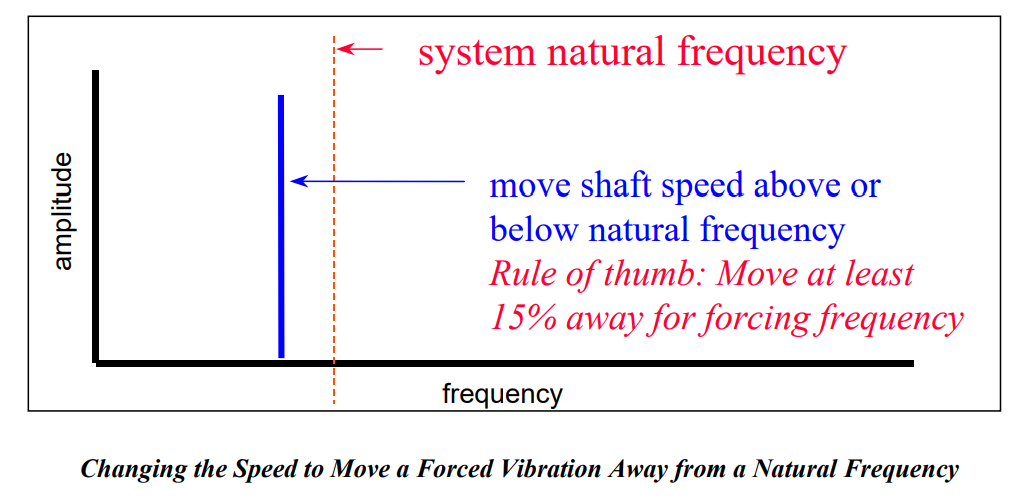 system natural frequency
amplitude
move shaft speed above or
below natural frequency
Rule of thumb: Move at least
15% away for forcing frequency
frequency
Changing the Speed to Move a Forced Vibration Away from a Natural Frequency